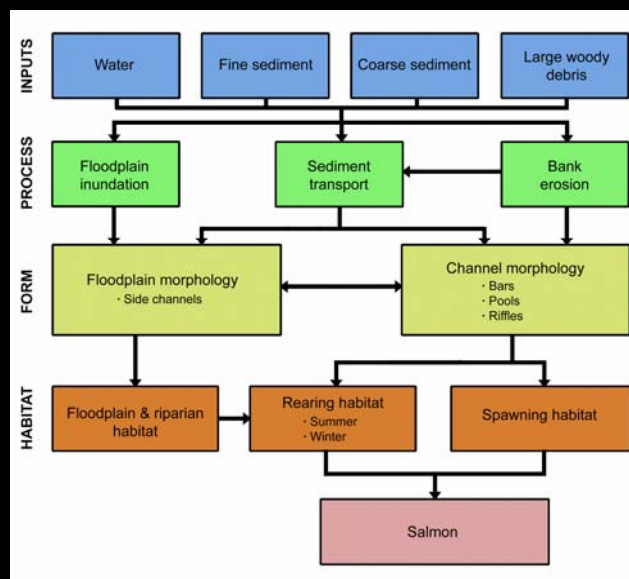 INPUTS
Water
Fine sediment
Coarse sediment
Large woody
debris
PROCESS
Floodplain
inundation
Sediment
transport
Bank
erosion
FORM
Floodplain morphology
· Side channels
Channel morphology
· Bars
· Pools
· Riffles
HABITAT
Floodplain & riparian
habitat
Rearing habitat
· Summer
· Winter
Spawning habitat
Salmon